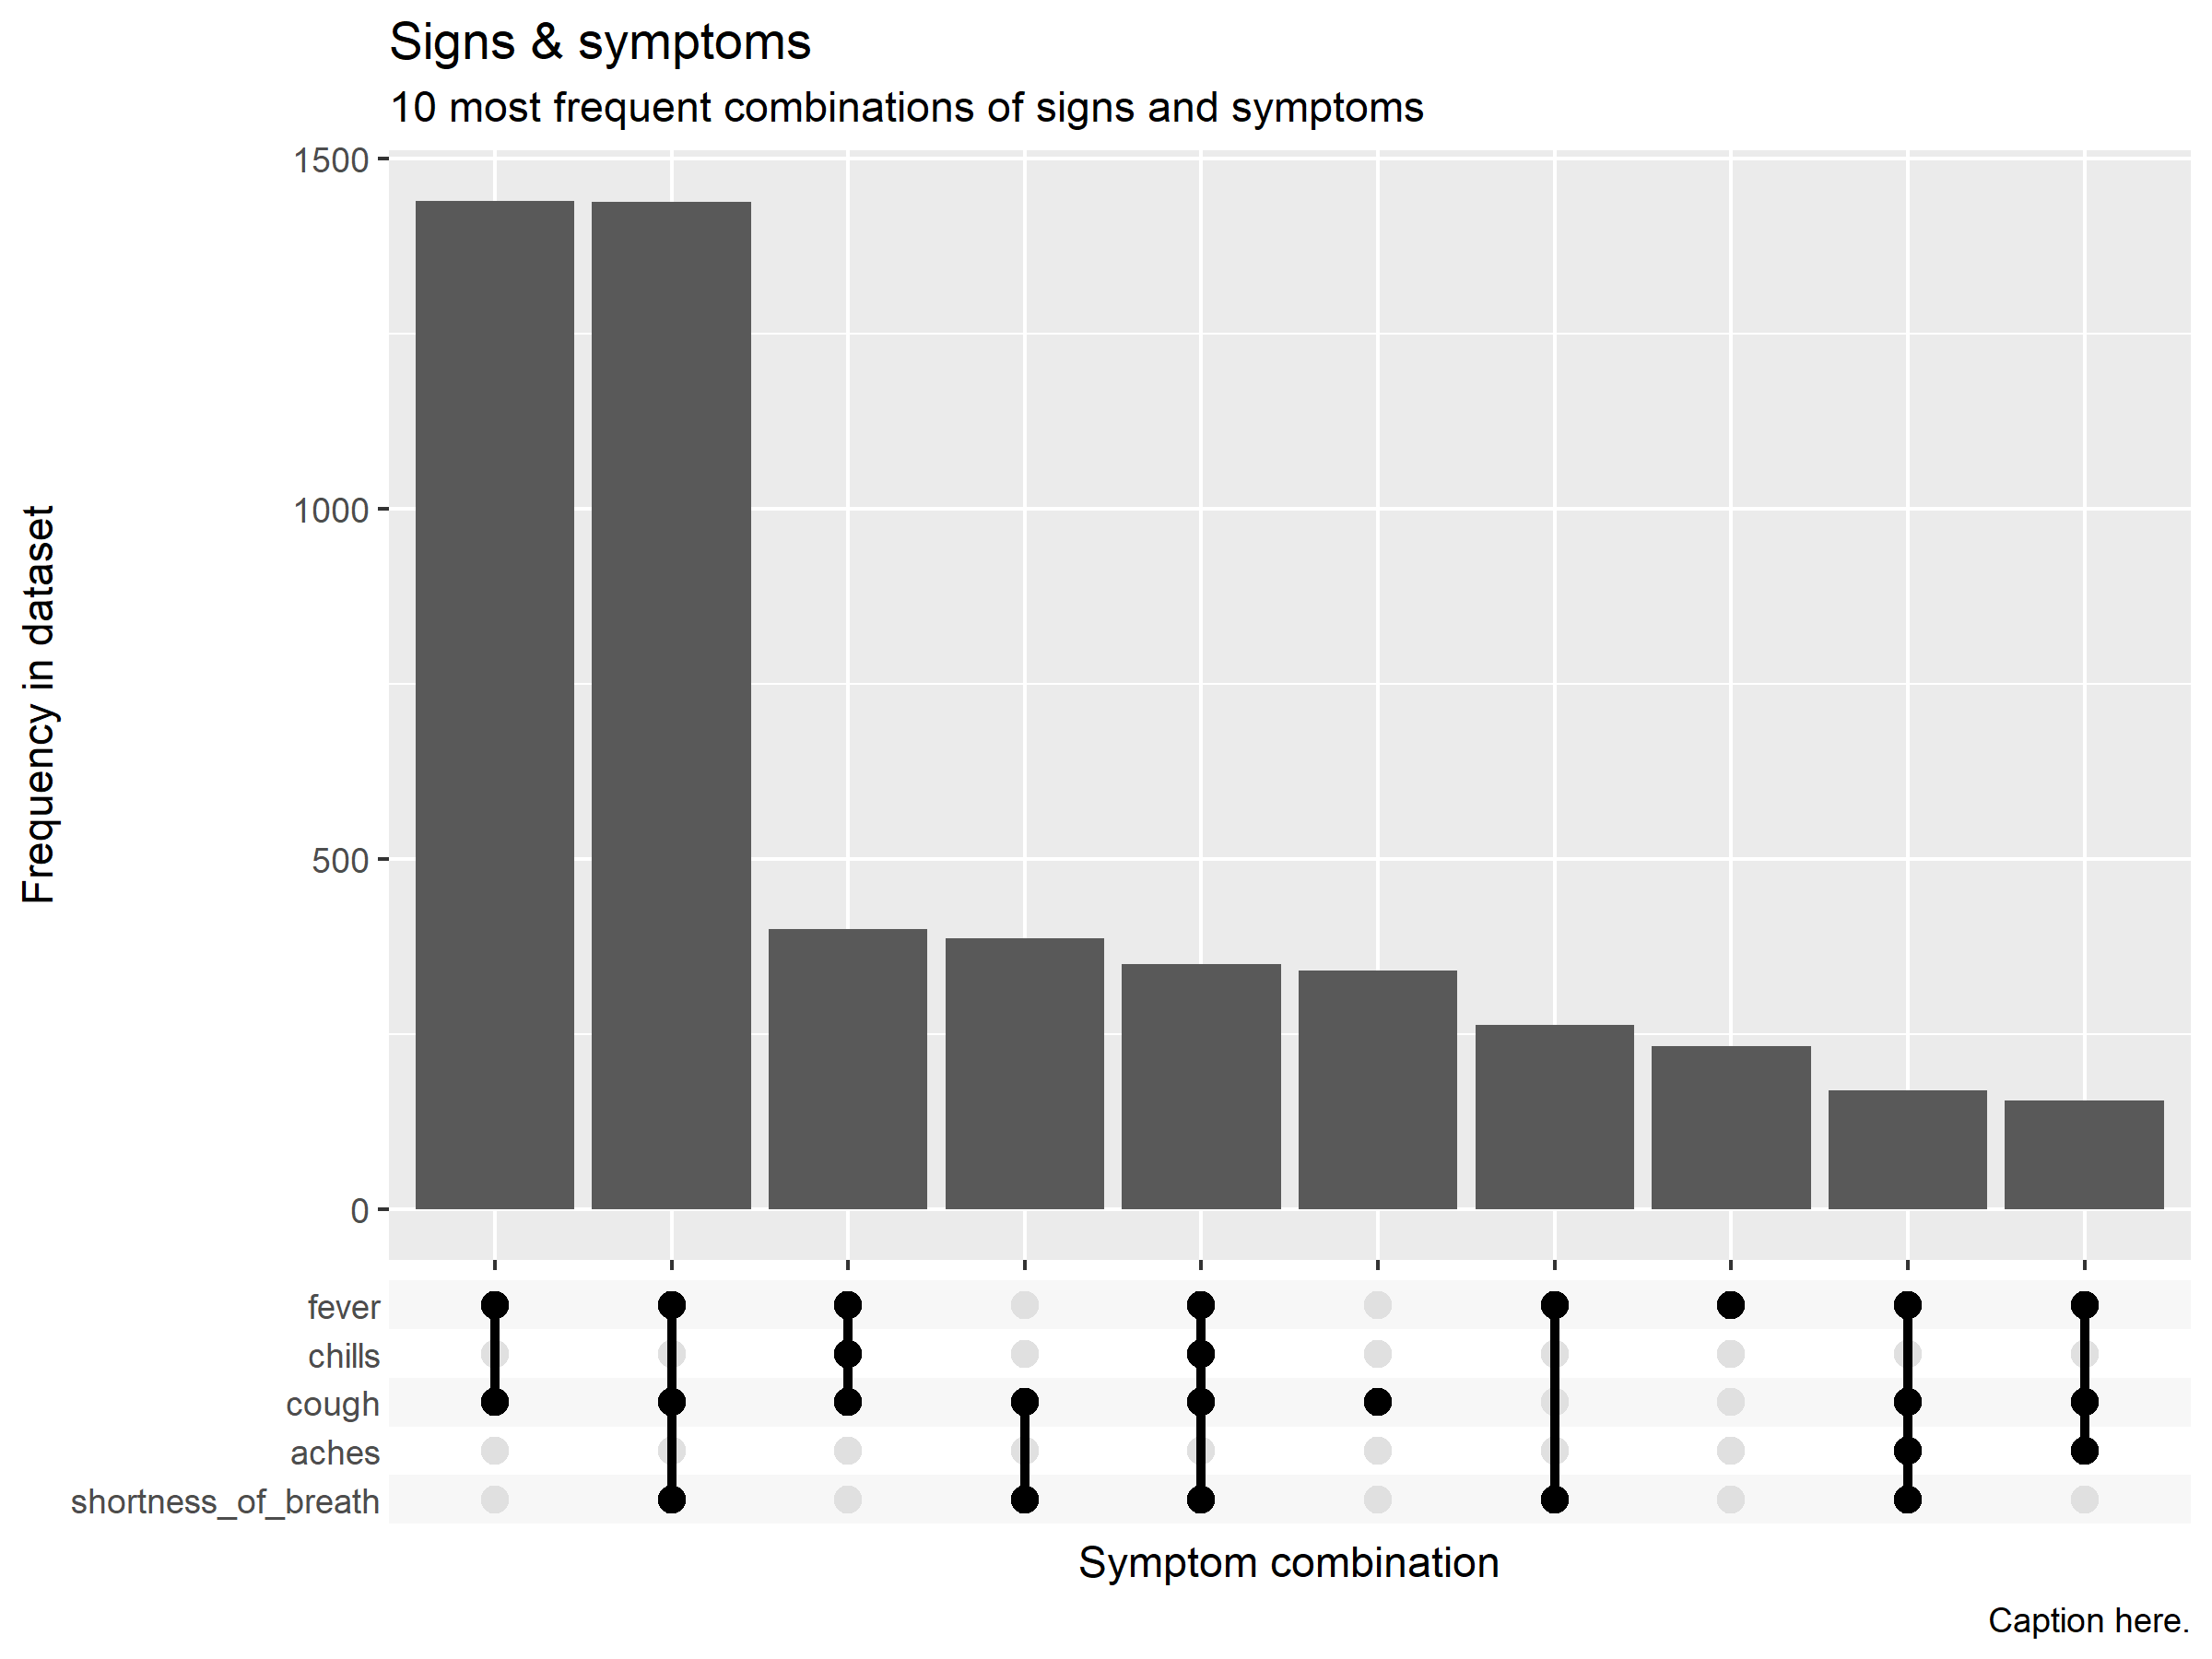 Signs & symptoms
10 most frequent combinations of signs and symptoms
Frequency in dataset
1500
1000
500
0
fever
chills
cough
aches
shortness_of_breath
Symptom combination
Caption here.